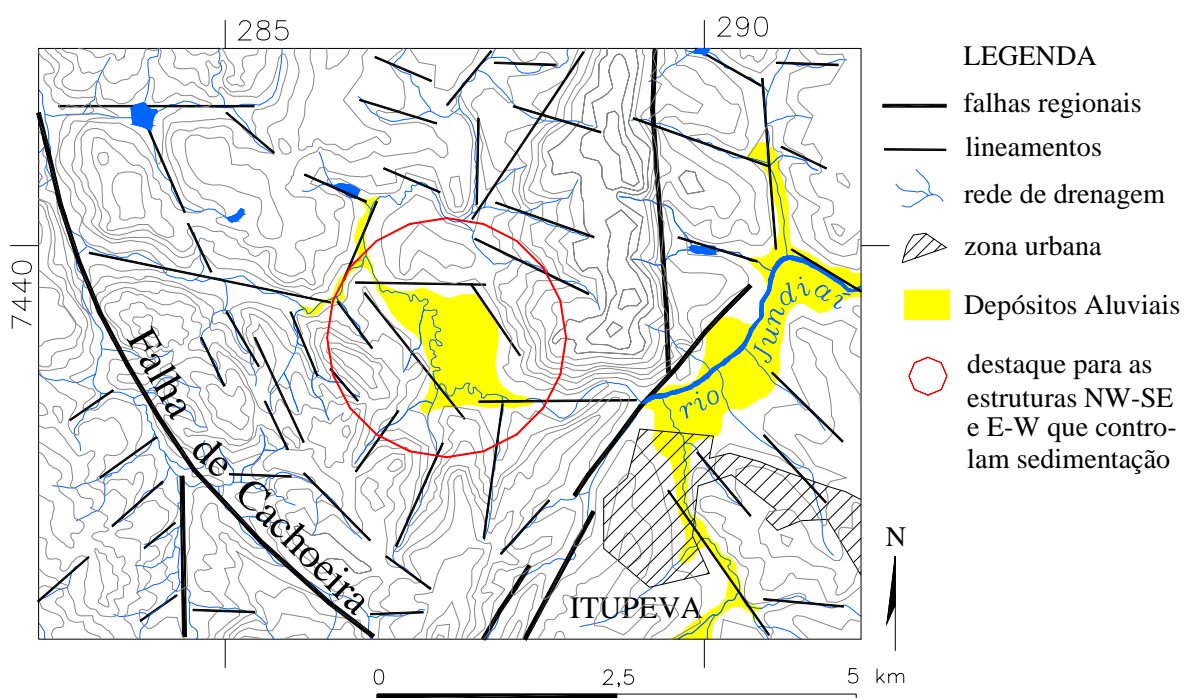 285
290
7440
LEGENDA
falhas regionais
lineamentos
rede de drenagem
zona urbana
Depósitos Aluviais
destaque para as
estruturas NW-SE
e E-W que contro-
lam sedimentação
Falha de Cachoeira
rio Jundiaí
ITUPEVA
N
0 2,5 5 km